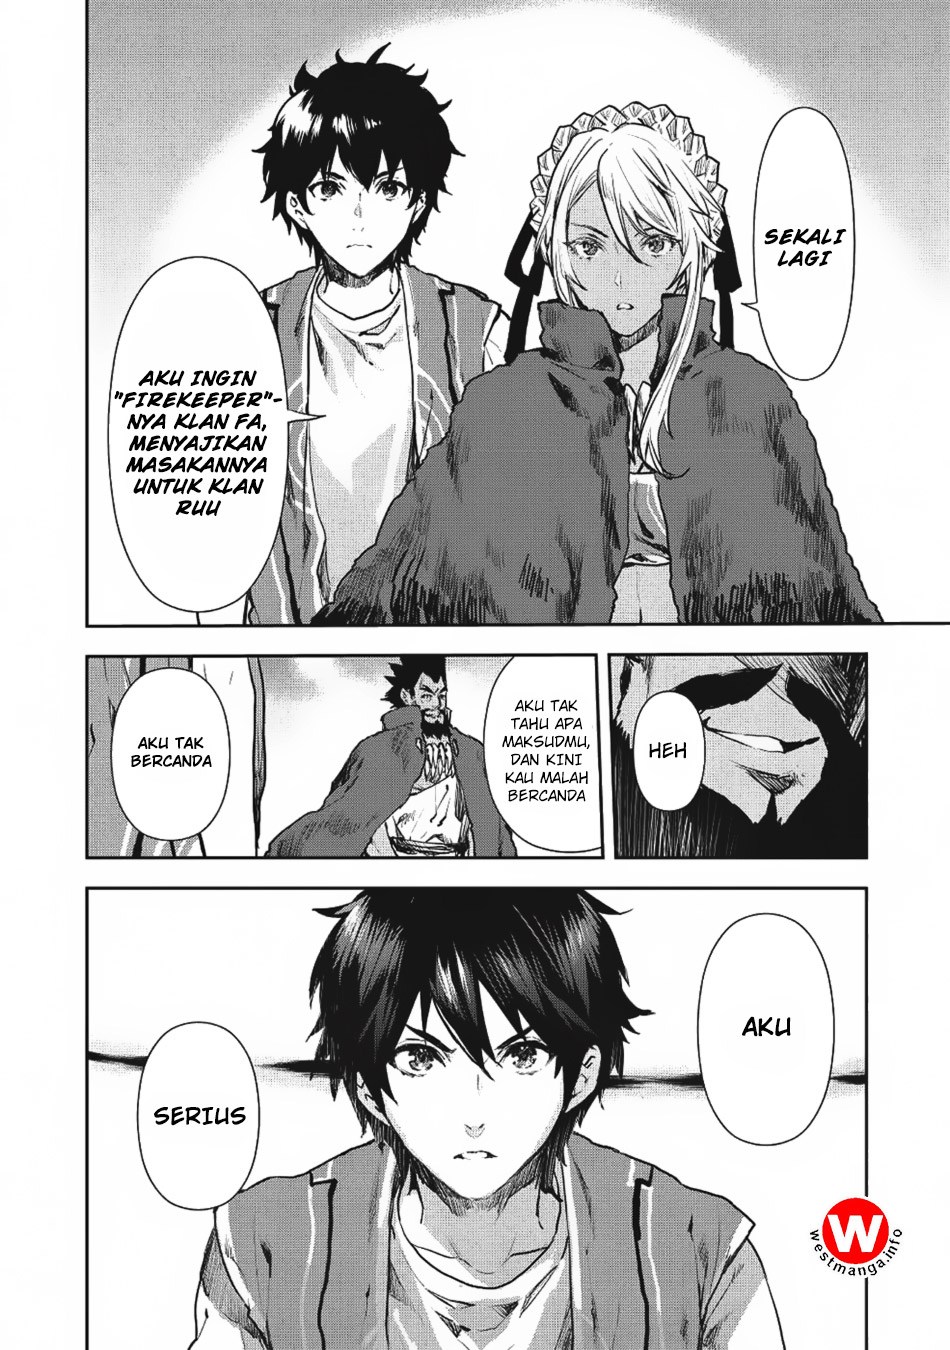 SEKALI
LAGI
AKU INGIN
"FIREKEEPER"-
NYA KLAN FA,
MENYAJIKAN
MASAKANNYA
UNTUK KLAN
RUU
HEH
AKU TAK
TAHU APA
MAKSUDMU,
DAN KINI
KAU MALAH
BERCANDA
AKU TAK
BERCANDA
AKU
SERIUS
W
westmanga.info